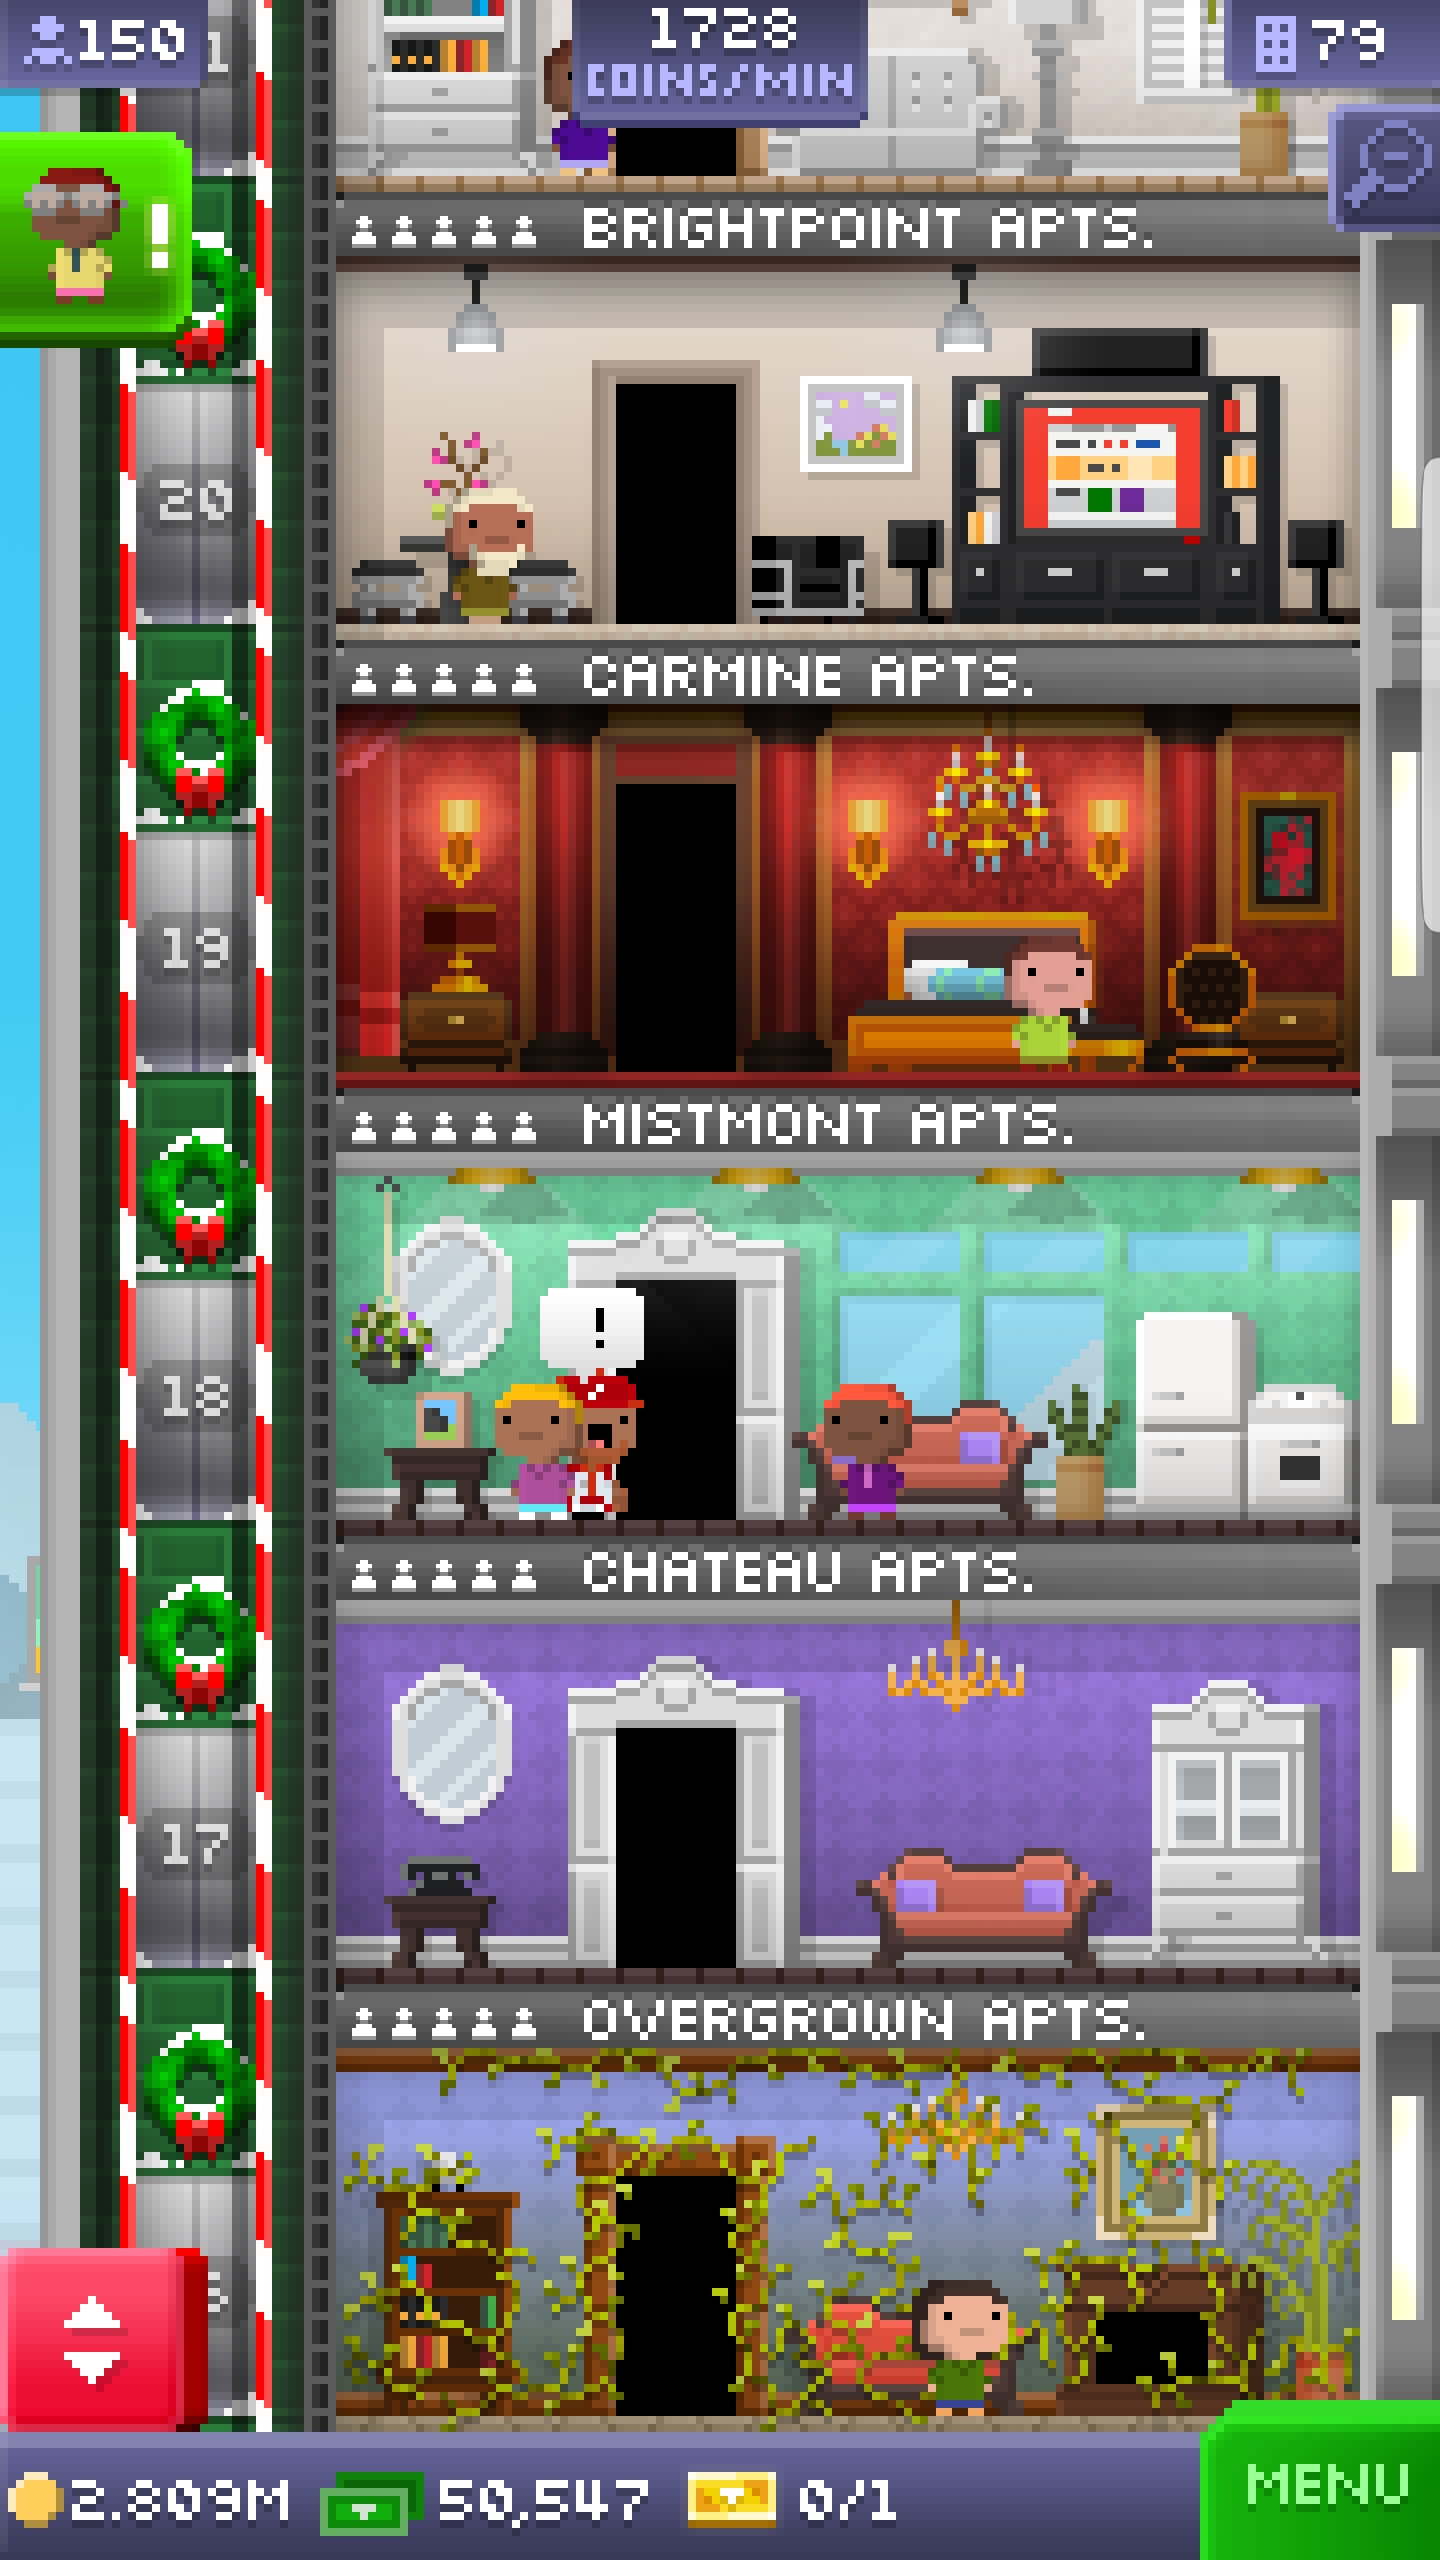 150
1728
COINS/MIN
79
!
BRIGHTPOINT APTS.
20
CARMINE APTS.
19
MISTMONT APTS.
!
18
CHATEAU APTS.
17
OVERGROWN APTS.
2.809M
50,547
0/1
MENU